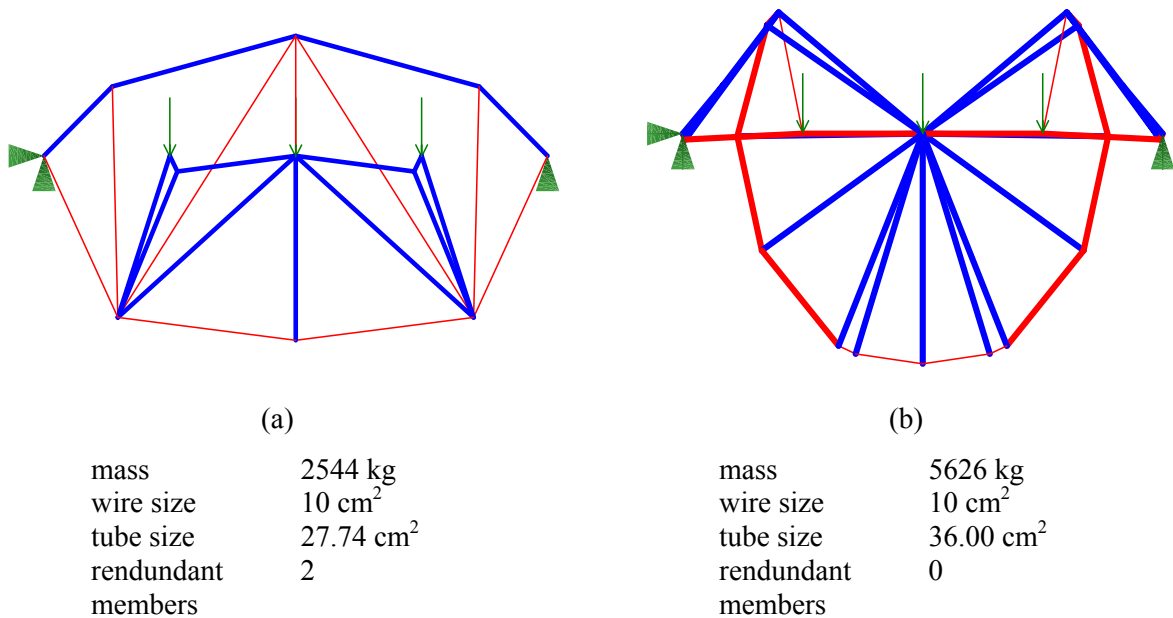 (a)
mass 2544 kg
wire size 10 cm²
tube size 27.74 cm²
rendundant 2
members
(b)
mass 5626 kg
wire size 10 cm²
tube size 36.00 cm²
rendundant 0
members